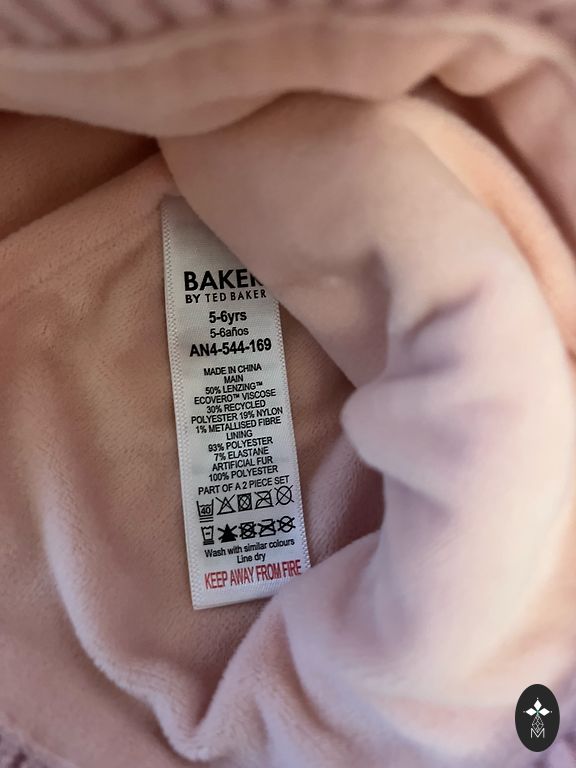 BAKER
BY TED BAKER
5-6yrs
5-6años
AN4-544-169
MADE IN CHINA
MAIN
50% LENZING™
ECOVERO™ VISCOSE
30% RECYCLED
POLYESTER 19% NYLON
1% METALLISED FIBRE
LINING
93% POLYESTER
7% ELASTANE
ARTIFICIAL FUR
100% POLYESTER
PART OF A 2 PIECE SET
40
Wash with similar colours
Line dry
KEEP AWAY FROM FIRE
M